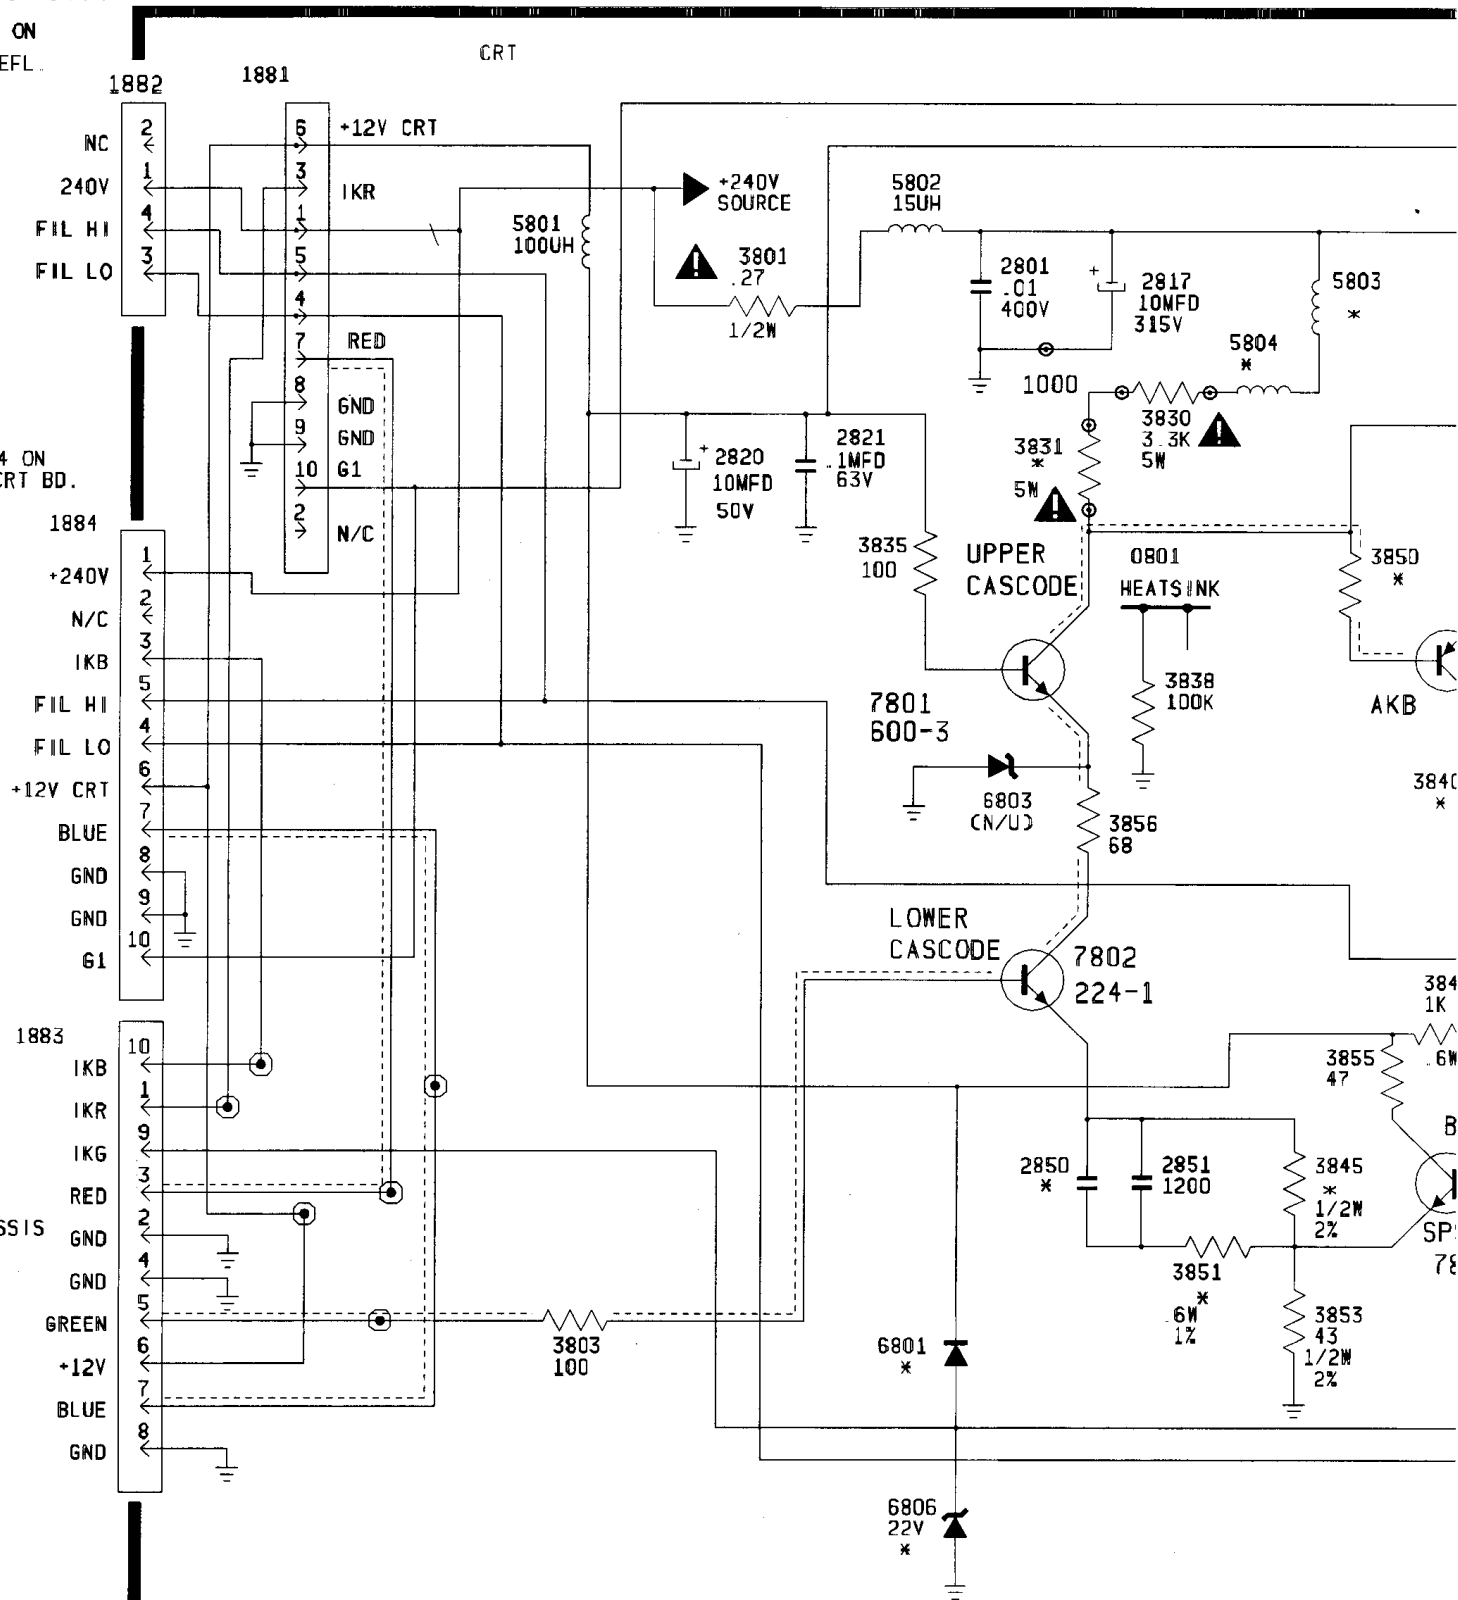 ON
EFL.
CRT
1882
1881
2
NC
1
240V
4
FIL HI
3
FIL LO
6
+12V CRT
3
IKR
1
5
4
7
RED
8
GND
9
GND
10
G1
2
N/C
5801
100UH
+240V
SOURCE
3801
.27
1/2W
5802
15UH
2801
.01
400V
+
2817
10MFD
315V
5803
*
5804
*
1000
3830
3.3K
5W
3831
*
5W
+
2820
10MFD
50V
2821
.1MFD
63V
4 ON
CRT BD.
1884
1
+240V
2
N/C
3
IKB
5
FIL HI
4
FIL LO
6
+12V CRT
7
BLUE
8
GND
9
GND
10
G1
3835
100
UPPER
CASCODE
0801
HEATSINK
3850
*
7801
600-3
3838
100K
AKB
6803
(N/U)
3856
68
3840
*
LOWER
CASCODE
7802
224-1
384
1K
.6W
3855
47
1883
10
IKB
1
IKR
9
IKG
3
RED
2
GND
SSIS
4
GND
5
GREEN
6
+12V
7
BLUE
8
GND
3803
100
2850
*
2851
1200
3845
*
1/2W
2%
B
SPS
78
3851
*
.6W
1%
3853
43
1/2W
2%
6801
*
6806
22V
*